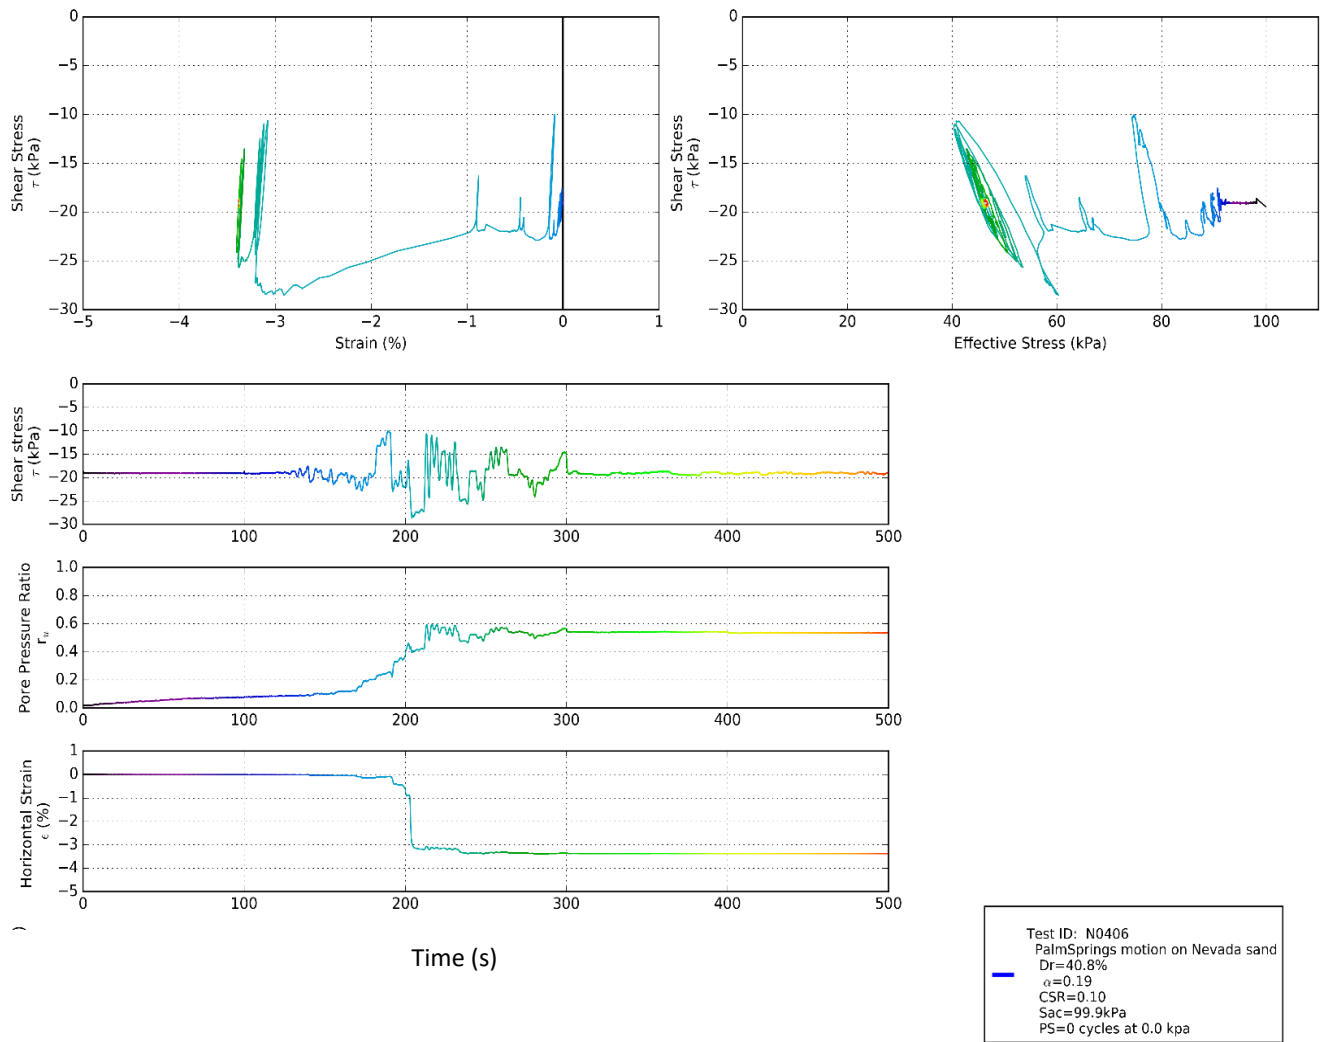 0
−5
−10
−15
−20
−25
−30
Shear Stress
τ (kPa)
−5 −4 −3 −2 −1 0 1
Strain (%)
0
−5
−10
−15
−20
−25
−30
Shear Stress
τ (kPa)
0 20 40 60 80 100
Effective Stress (kPa)
0
−5
−10
−15
−20
−25
−30
Shear stress
τ (kPa)
0 100 200 300 400 500
1.0
0.8
0.6
0.4
0.2
0.0
Pore Pressure Ratio
r_u
0 100 200 300 400 500
1
0
−1
−2
−3
−4
−5
Horizontal Strain
ϵ (%)
0 100 200 300 400 500
Time (s)
Test ID: N0406
PalmSprings motion on Nevada sand
Dr=40.8%
α=0.19
CSR=0.10
Sac=99.9kPa
PS=0 cycles at 0.0 kpa